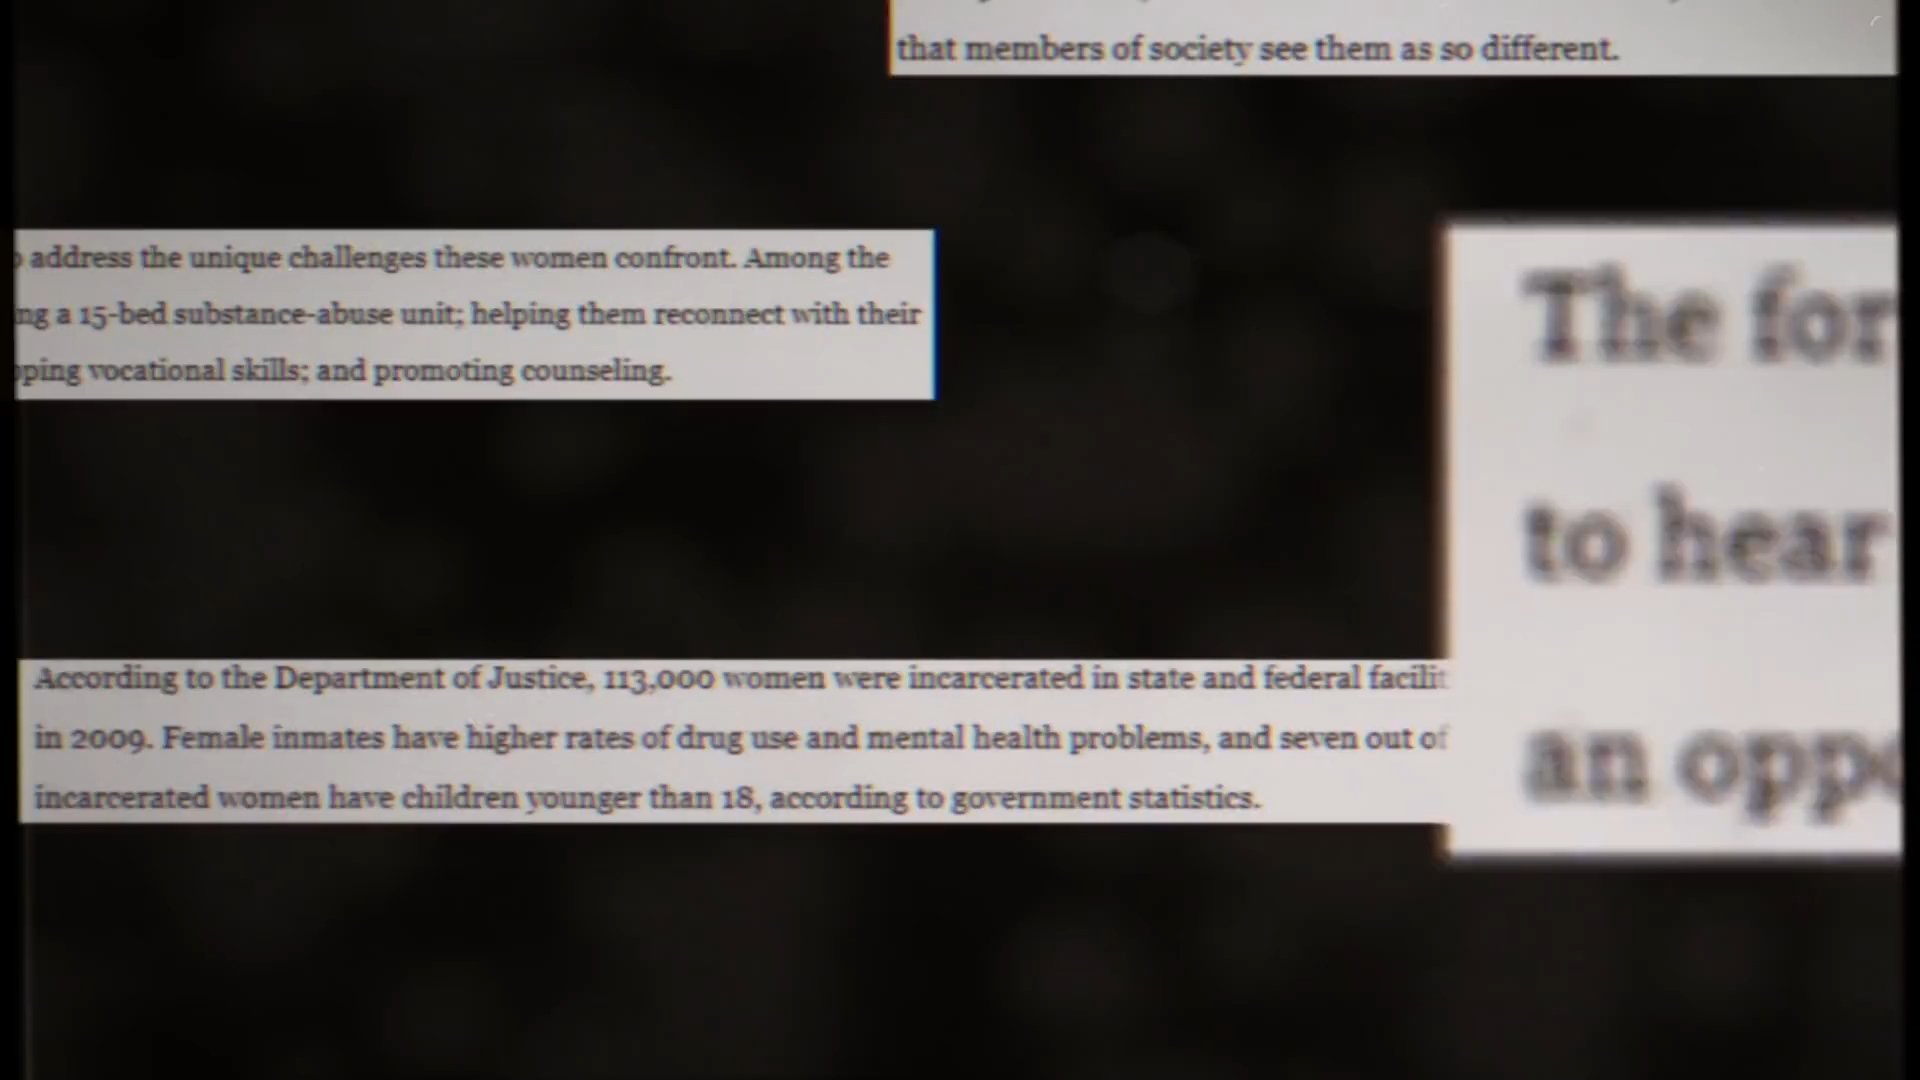 that members of society see them as so different.
address the unique challenges these women confront. Among the
a 15-bed substance-abuse unit; helping them reconnect with their
vocational skills; and promoting counseling.
The for
to hear
an oppo
According to the Department of Justice, 113,000 women were incarcerated in state and federal facilit
in 2009. Female inmates have higher rates of drug use and mental health problems, and seven out of
incarcerated women have children younger than 18, according to government statistics.